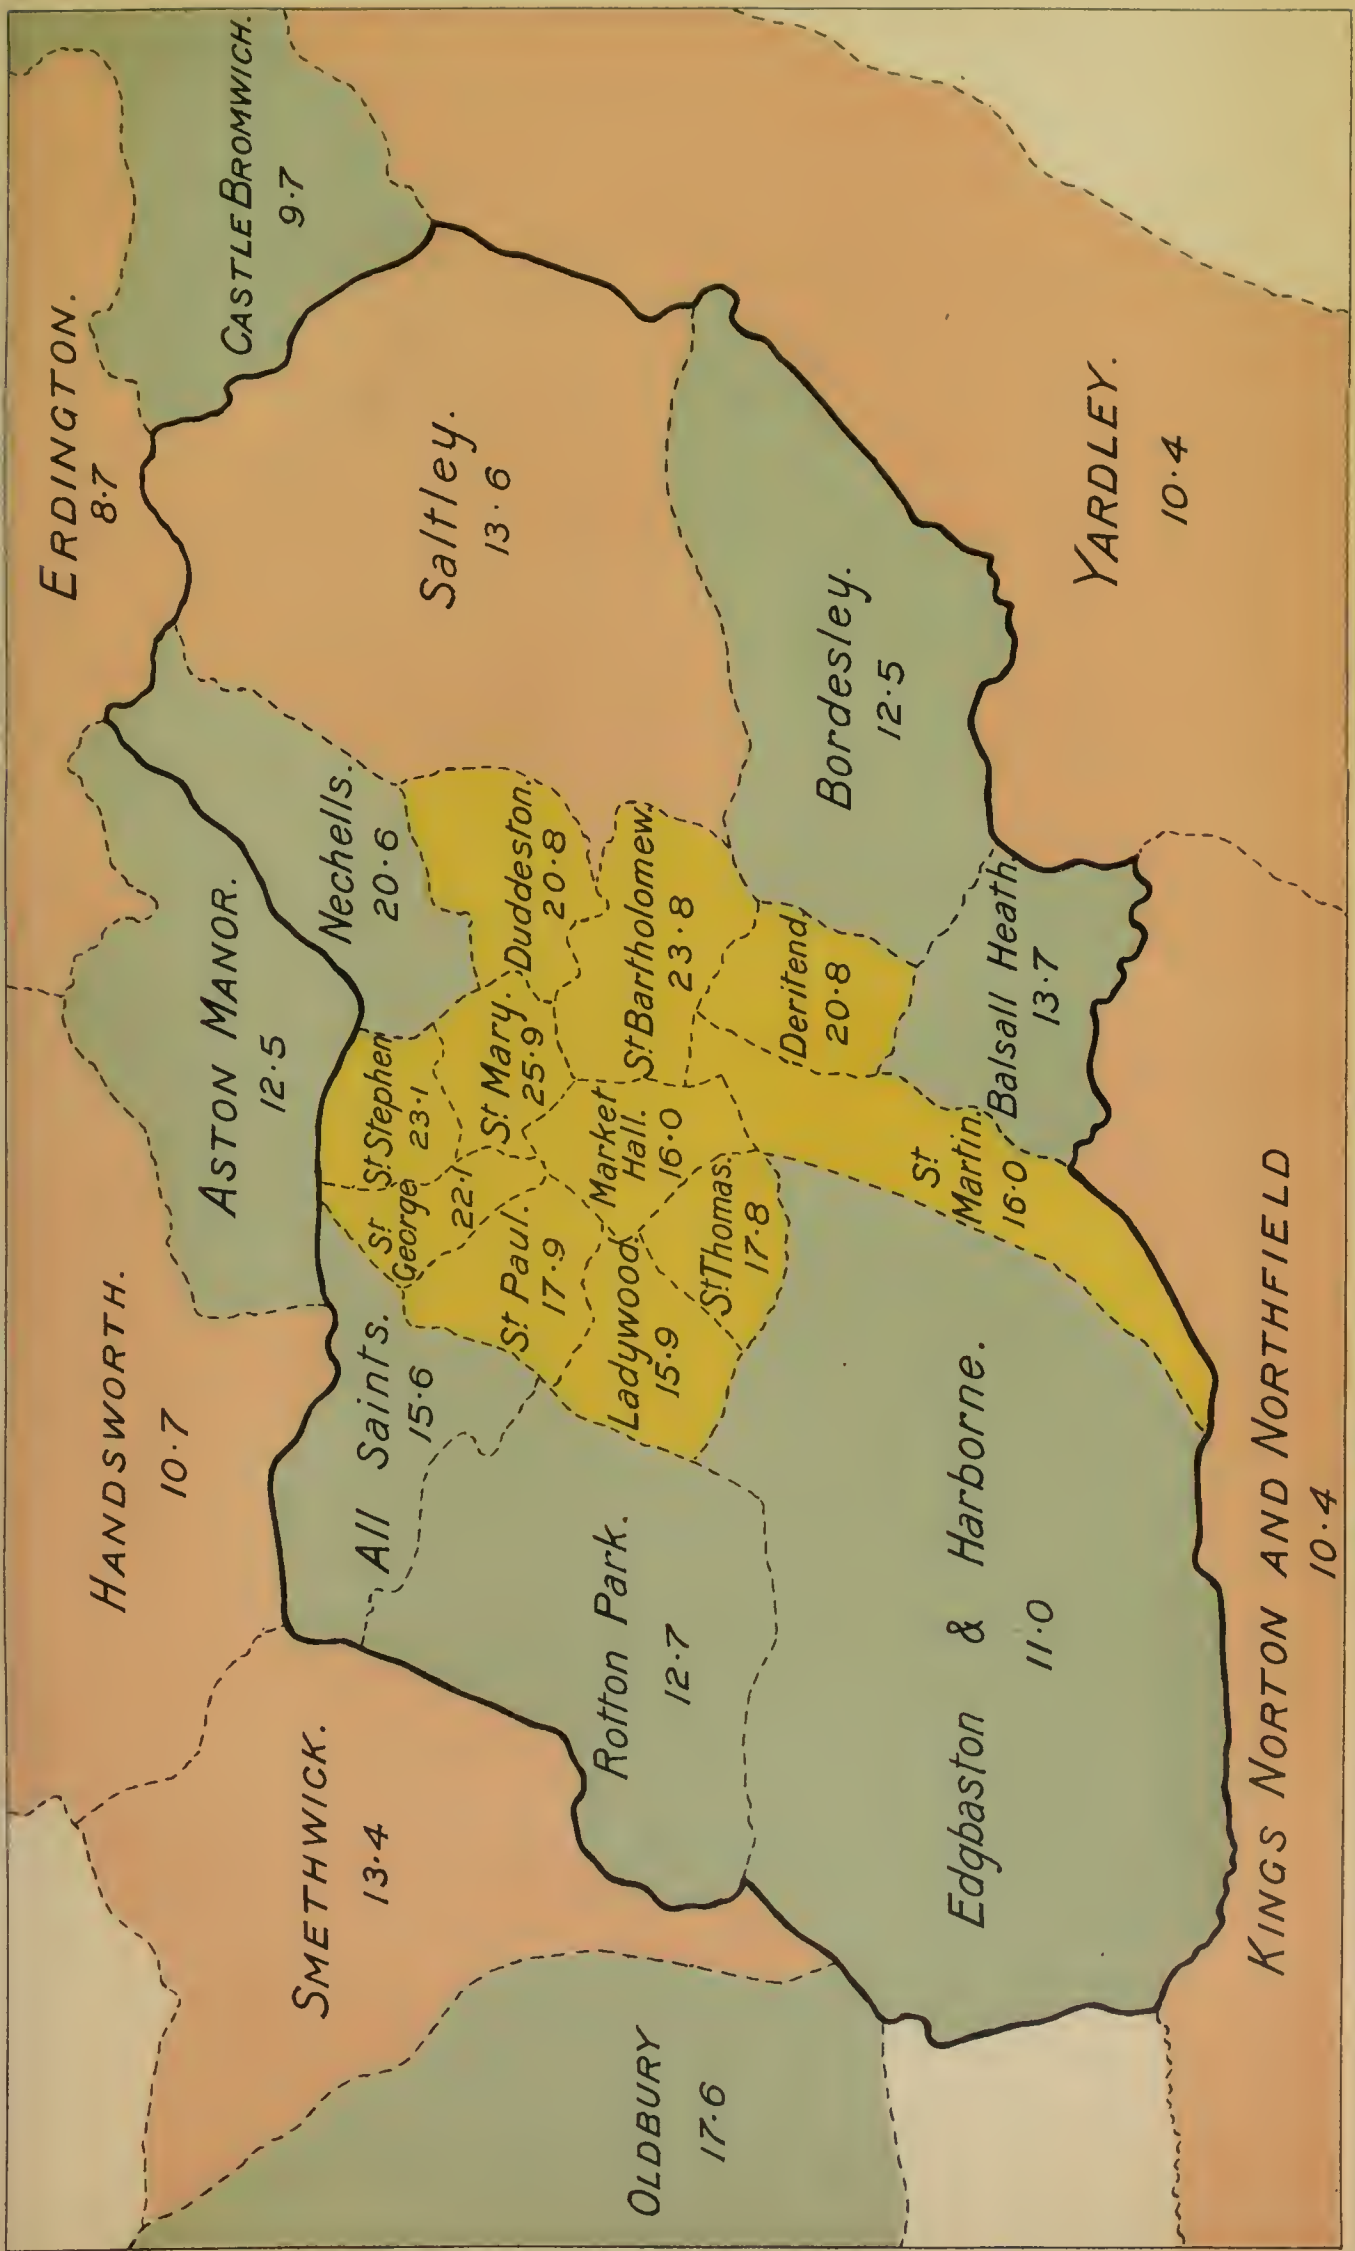 ERDINGTON.
8·7
CASTLE BROMWICH.
9·7
HANDSWORTH.
10·7
ASTON MANOR.
12·5
SMETHWICK.
13·4
OLDBURY
17·6
Nechells.
20·6
Saltley.
13·6
Duddeston.
20·8
St Stephen
23·1
St
George
22·1
St Mary.
25·9
St Bartholomew.
23·8
All Saints.
15·6
St Paul.
17·9
Market
Hall.
16·0
Ladywood.
15·9
St Thomas.
17·8
Deritend.
20·8
Bordesley.
12·5
Rotton Park.
12·7
St
Martin.
16·0
Balsall Heath.
13·7
Edgbaston & Harborne.
11·0
YARDLEY.
10·4
KINGS NORTON AND NORTHFIELD
10·4